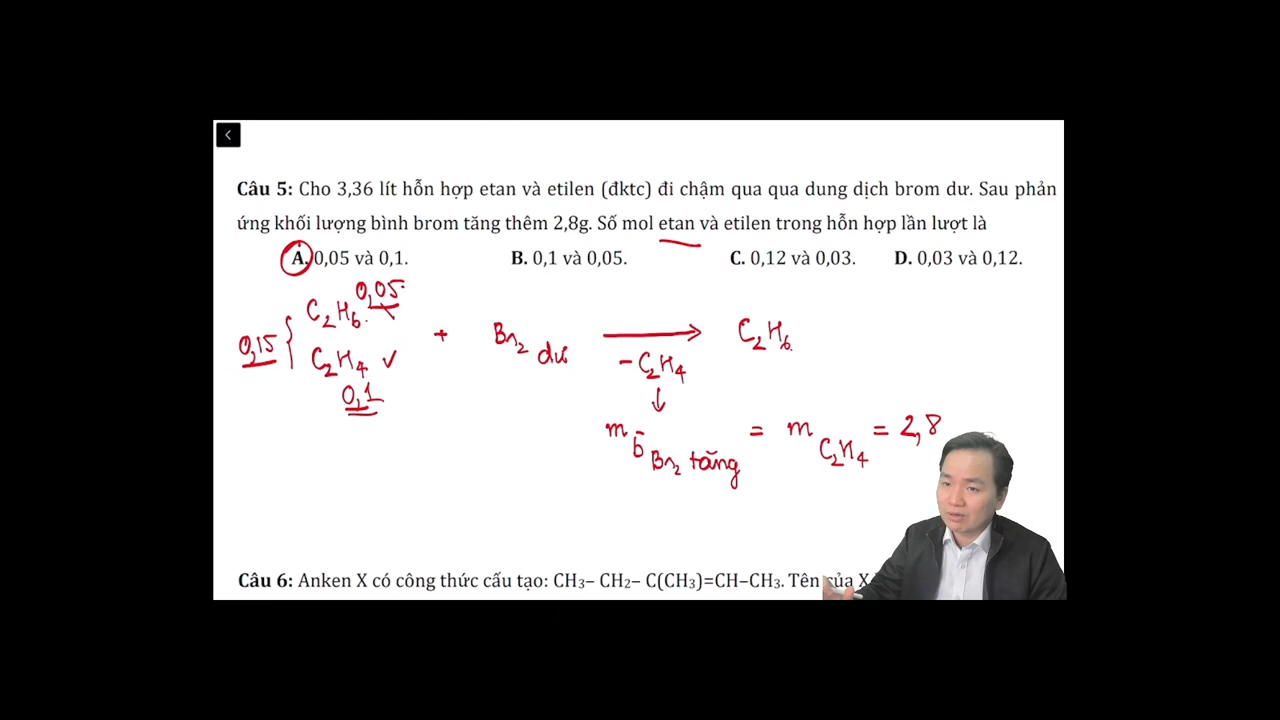 Câu 5: Cho 3,36 lít hỗn hợp etan và etilen (đktc) đi chậm qua qua dung dịch brom dư. Sau phản
ứng khối lượng bình brom tăng thêm 2,8g. Số mol etan và etilen trong hỗn hợp lần lượt là
A. 0,05 và 0,1. B. 0,1 và 0,05. C. 0,12 và 0,03. D. 0,03 và 0,12.
0,05
C2H6
0,15 { + Br2 dư → C2H6
C2H4 ✓ - C2H4
0,1 ↓
m b̄ Br2 tăng = m C2H4 = 2,8
Câu 6: Anken X có công thức cấu tạo: CH3– CH2– C(CH3)=CH–CH3. Tên của X